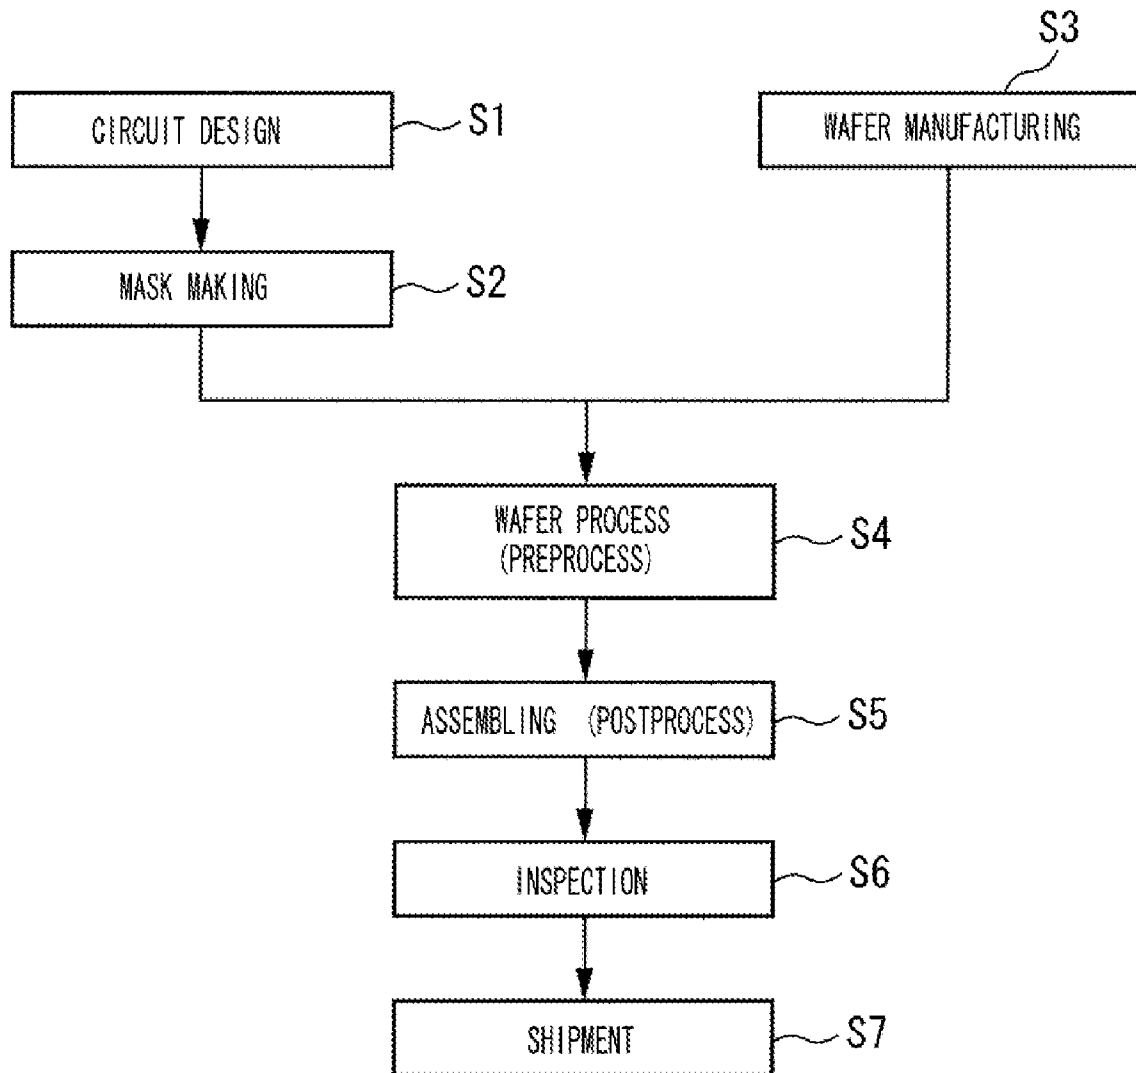 S3
CIRCUIT DESIGN
S1
WAFER MANUFACTURING
MASK MAKING
S2
WAFER PROCESS
(PREPROCESS)
S4
ASSEMBLING (POSTPROCESS)
S5
INSPECTION
S6
SHIPMENT
S7